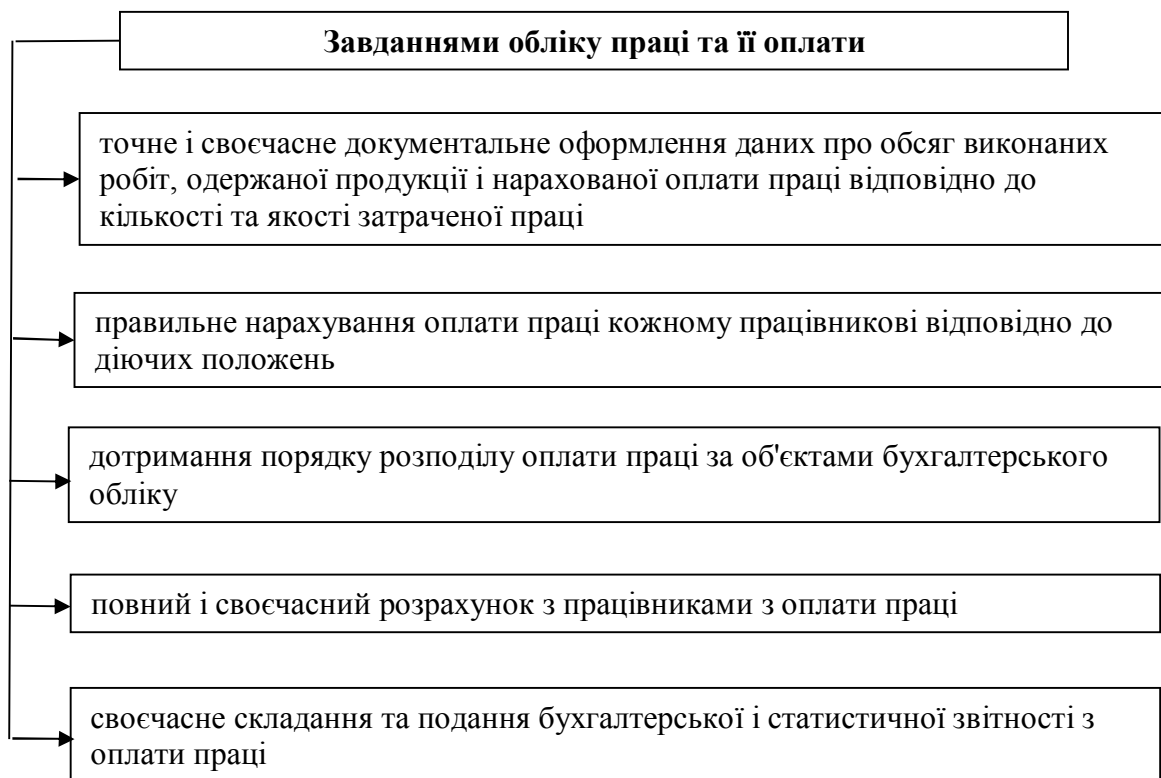 Завданнями обліку праці та її оплати
точне і своєчасне документальне оформлення даних про обсяг виконаних
робіт, одержаної продукції і нарахованої оплати праці відповідно до
кількості та якості затраченої праці
правильне нарахування оплати праці кожному працівникові відповідно до
діючих положень
дотримання порядку розподілу оплати праці за об'єктами бухгалтерського
обліку
повний і своєчасний розрахунок з працівниками з оплати праці
своєчасне складання та подання бухгалтерської і статистичної звітності з
оплати праці